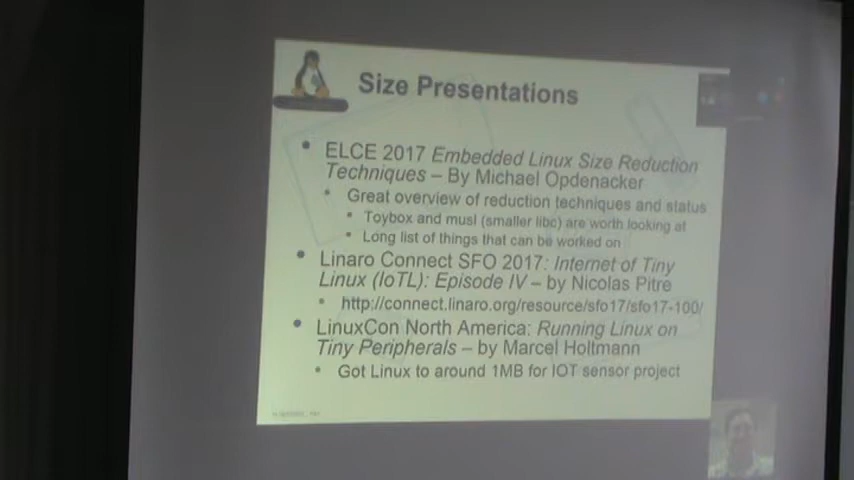 Size Presentations
ELCE 2017 Embedded Linux Size Reduction
Techniques – By Michael Opdenacker
Great overview of reduction techniques and status
Toybox and musl (smaller libc) are worth looking at
Long list of things that can be worked on
Linaro Connect SFO 2017: Internet of Tiny
Linux (IoTL): Episode IV – by Nicolas Pitre
http://connect.linaro.org/resource/sfo17/sfo17-100/
LinuxCon North America: Running Linux on
Tiny Peripherals – by Marcel Holtmann
Got Linux to around 1MB for IOT sensor project